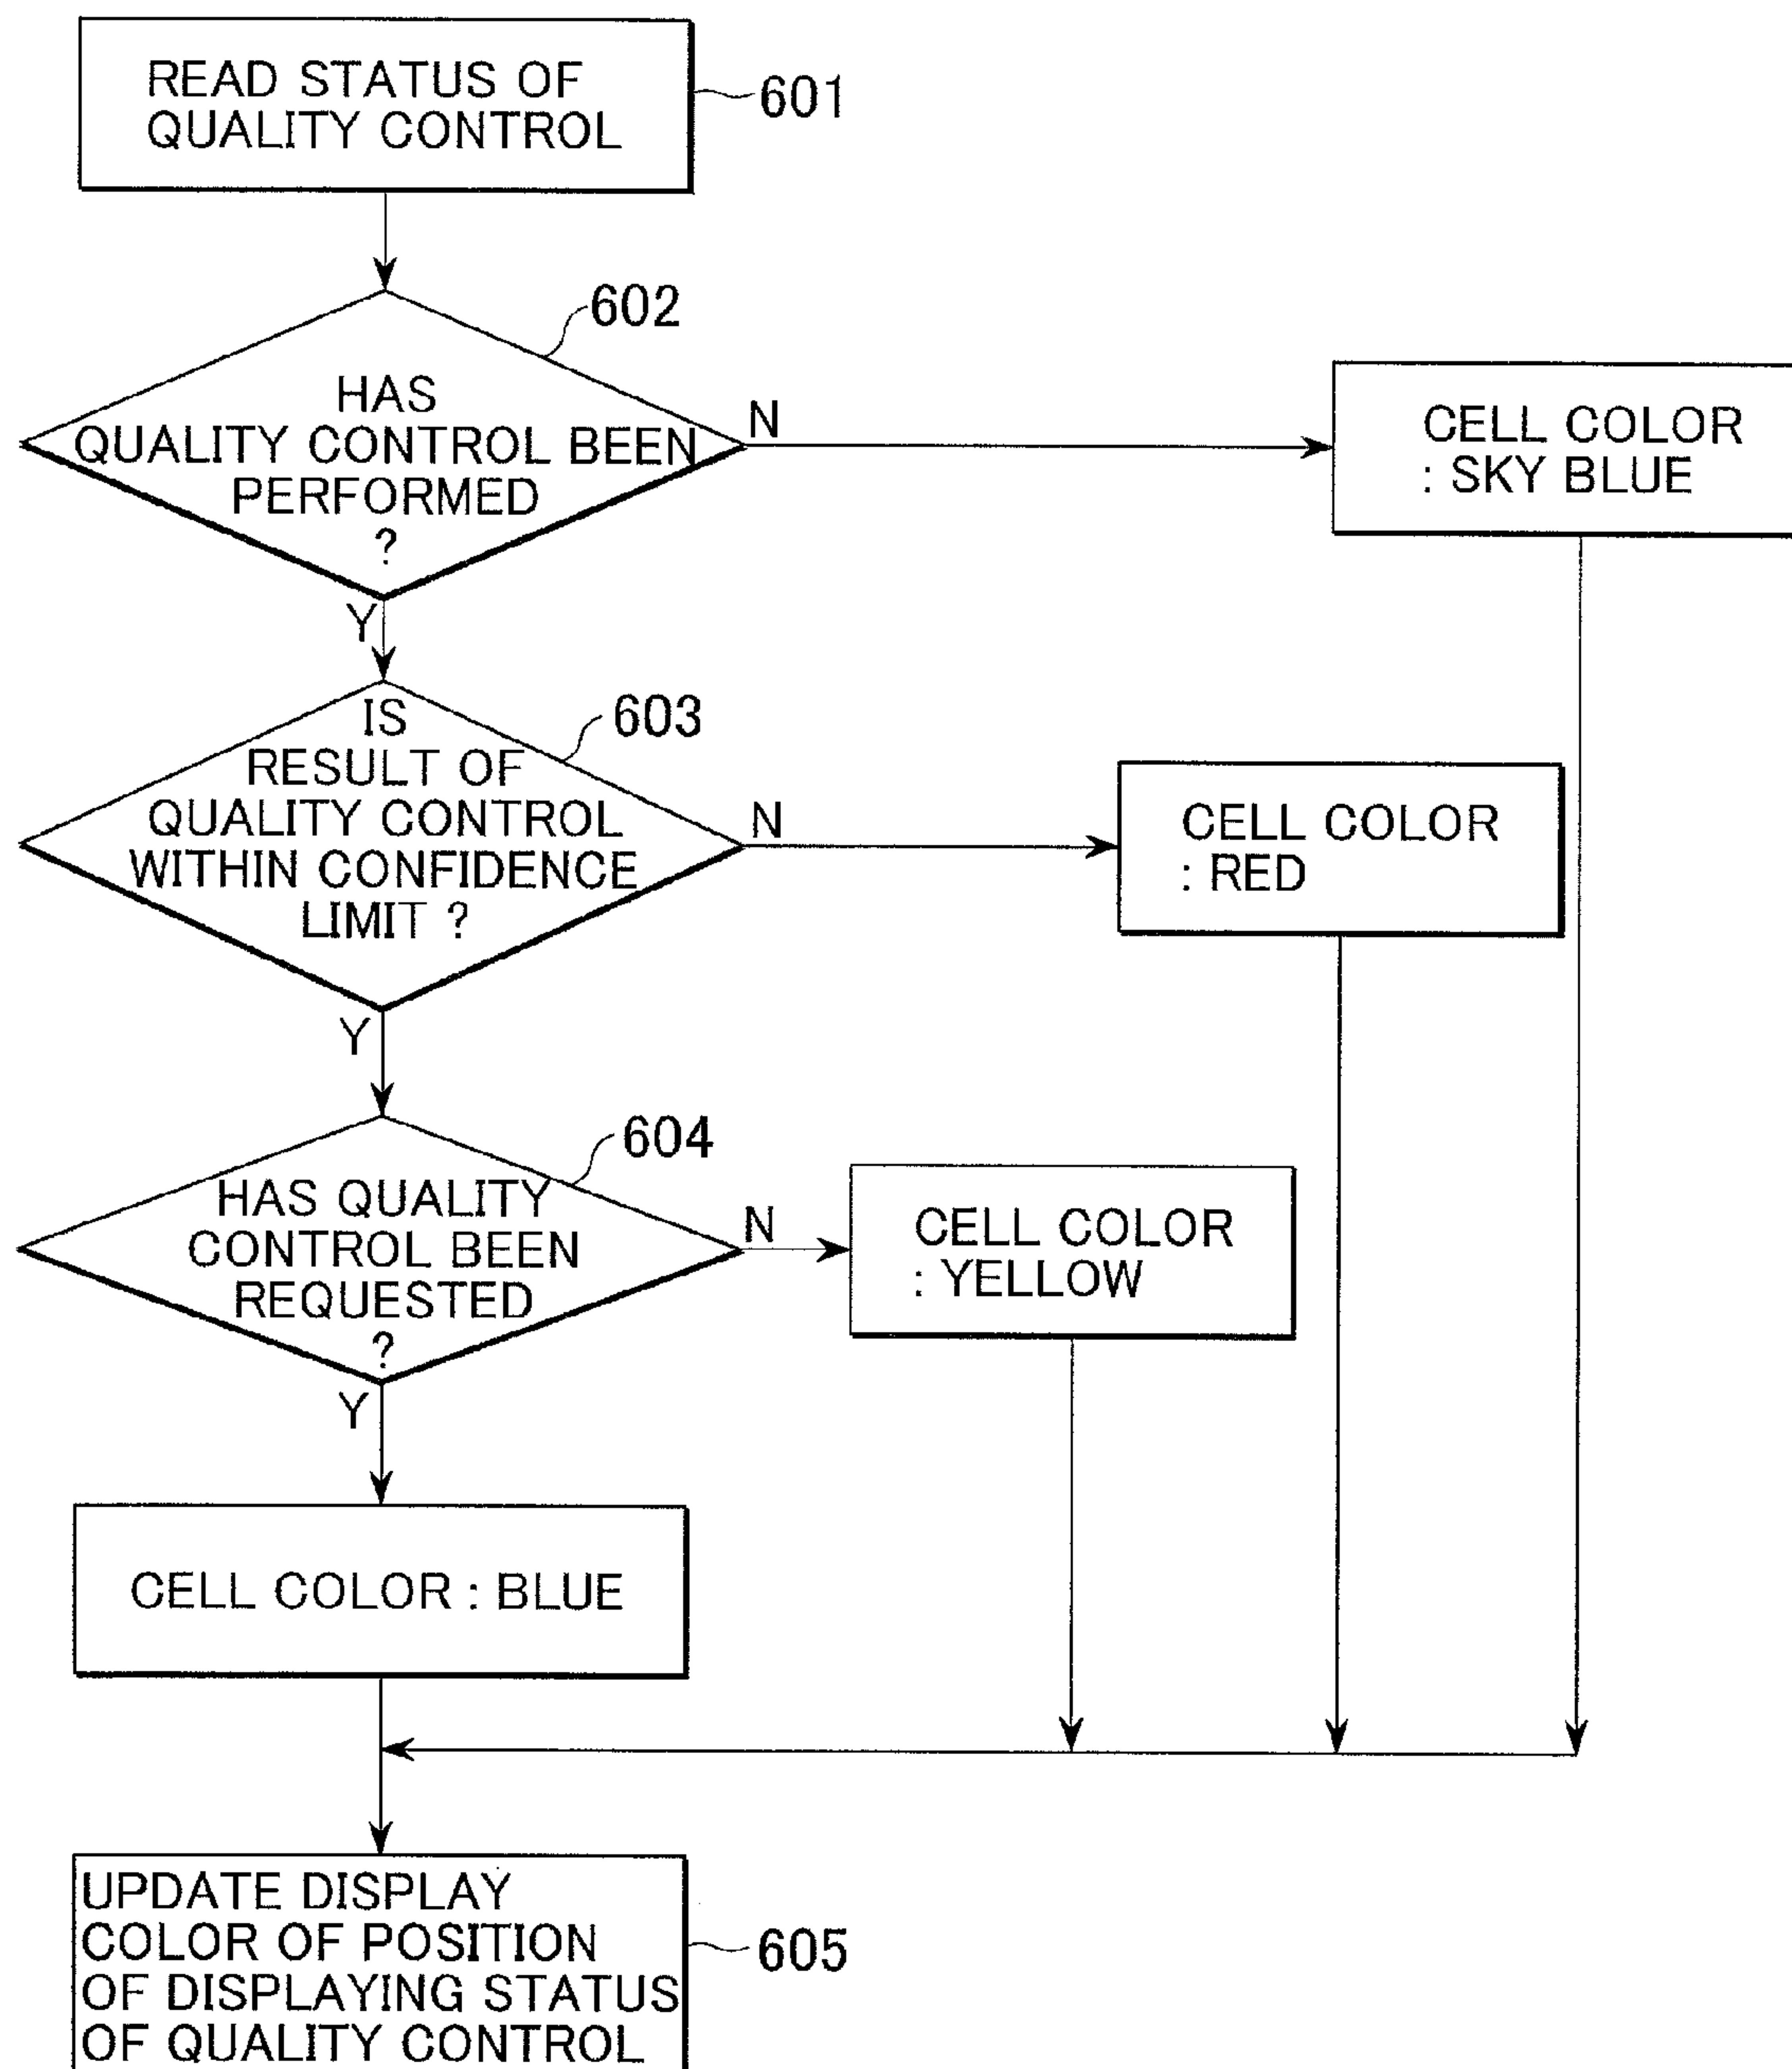 READ STATUS OF
QUALITY CONTROL
601
602
HAS
QUALITY CONTROL BEEN
PERFORMED
?
N
CELL COLOR
: SKY BLUE
Y
603
IS
RESULT OF
QUALITY CONTROL
WITHIN CONFIDENCE
LIMIT ?
N
CELL COLOR
: RED
Y
604
HAS QUALITY
CONTROL BEEN
REQUESTED
?
N
CELL COLOR
: YELLOW
Y
CELL COLOR : BLUE
UPDATE DISPLAY
COLOR OF POSITION
OF DISPLAYING STATUS
OF QUALITY CONTROL
605